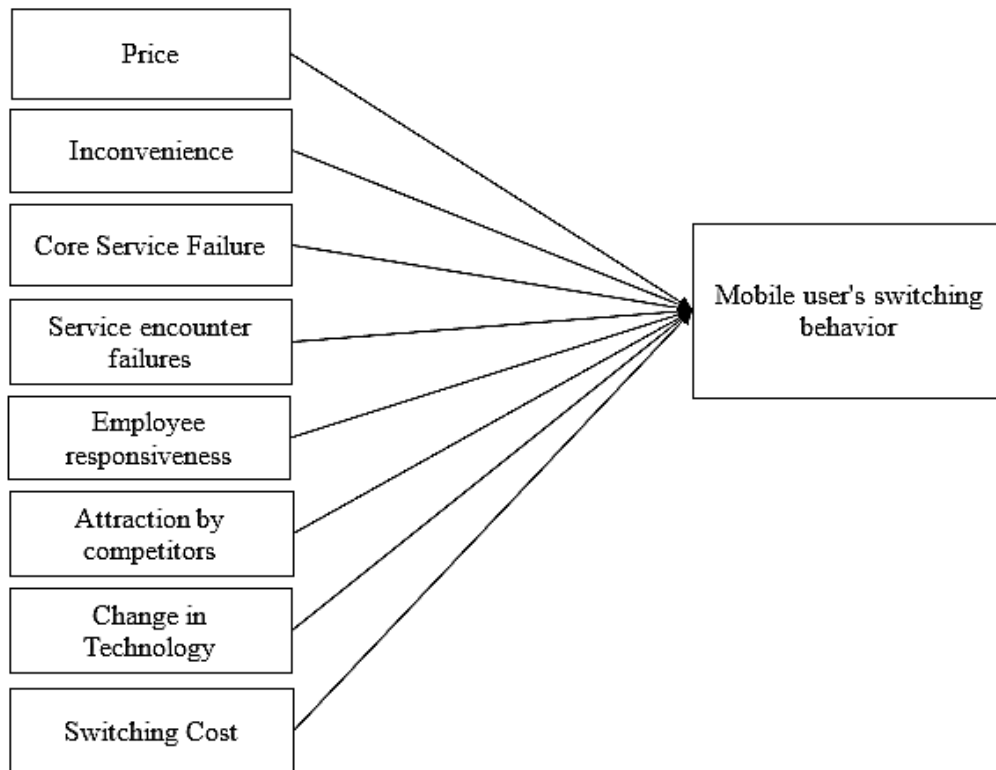 Price
Inconvenience
Core Service Failure
Service encounter
failures
Employee
responsiveness
Attraction by
competitors
Change in
Technology
Switching Cost
Mobile user's switching
behavior